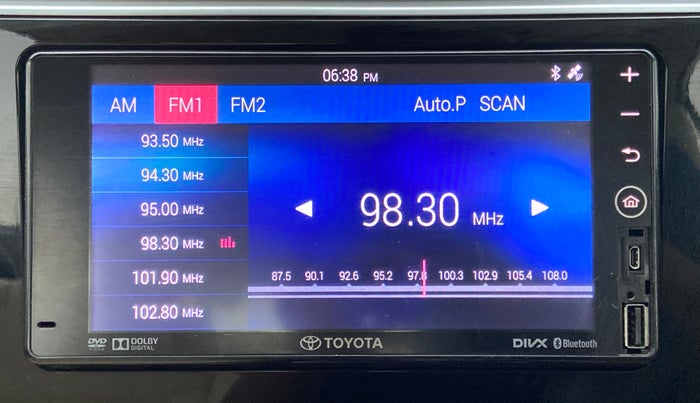 06:38 PM
AM FM1 FM2 Auto.P SCAN
93.50 MHz
94.30 MHz
95.00 MHz
98.30 MHz
101.90 MHz
102.80 MHz
98.30 MHz
87.5 90.1 92.6 95.2 97.8 100.3 102.9 105.4 108.0
DVD DOLBY DIGITAL TOYOTA DIVX Bluetooth